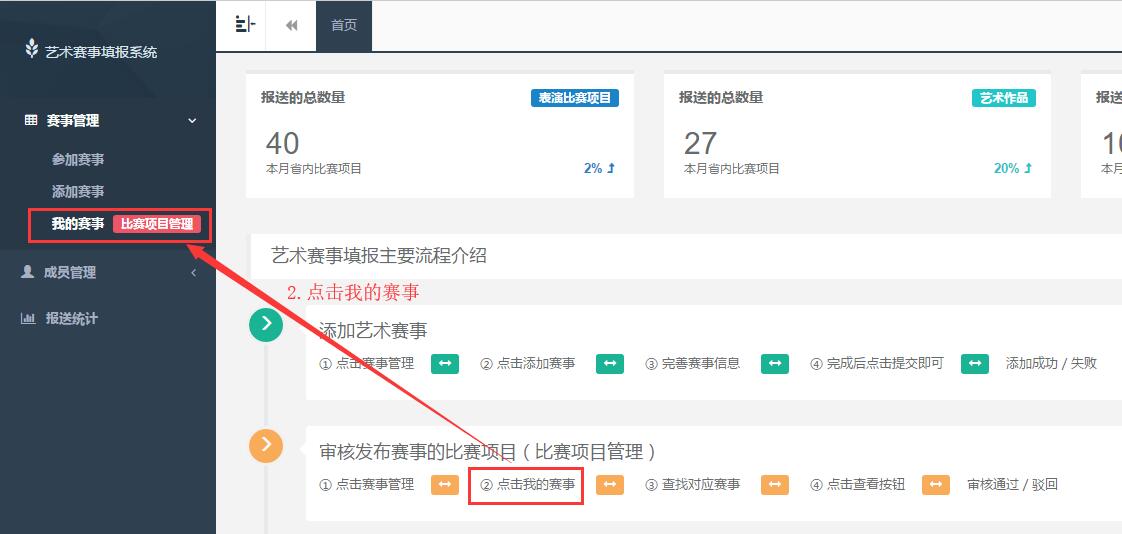 艺术赛事填报系统
首页
赛事管理
参加赛事
添加赛事
我的赛事 比赛项目管理
成员管理
报送统计
报送的总数量 表演比赛项目
40
本月省内比赛项目 2%
报送的总数量 艺术作品
27
本月省内比赛项目 20%
报送
10
本月
艺术赛事填报主要流程介绍
2.点击我的赛事
添加艺术赛事
① 点击赛事管理 ② 点击添加赛事 ③ 完善赛事信息 ④ 完成后点击提交即可 添加成功 / 失败
审核发布赛事的比赛项目 ( 比赛项目管理 )
① 点击赛事管理 ② 点击我的赛事 ③ 查找对应赛事 ④ 点击查看按钮 审核通过 / 驳回